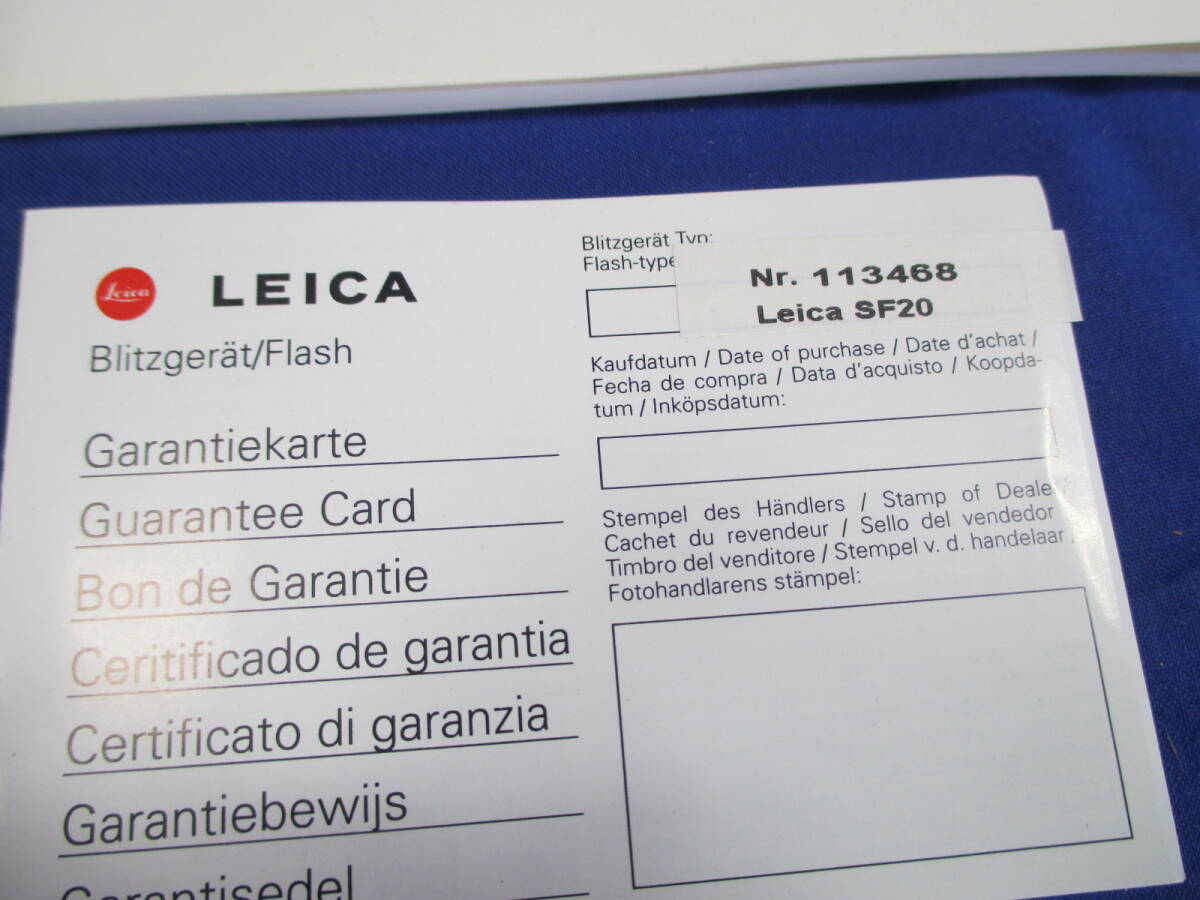 Leica LEICA
Blitzgerät/Flash
Garantiekarte
Guarantee Card
Bon de Garantie
Ceritificado de garantia
Certificato di garanzia
Garantiebewijs
Garantisedel
Blitzgerät Typ:
Flash-type
Nr. 113468
Leica SF20
Kaufdatum / Date of purchase / Date d'achat /
Fecha de compra / Data d'acquisto / Koopda-
tum / Inköpsdatum:
Stempel des Händlers / Stamp of Deale
Cachet du revendeur / Sello del vendedor
Timbro del venditore / Stempel v. d. handelaar /
Fotohandlarens stämpel: